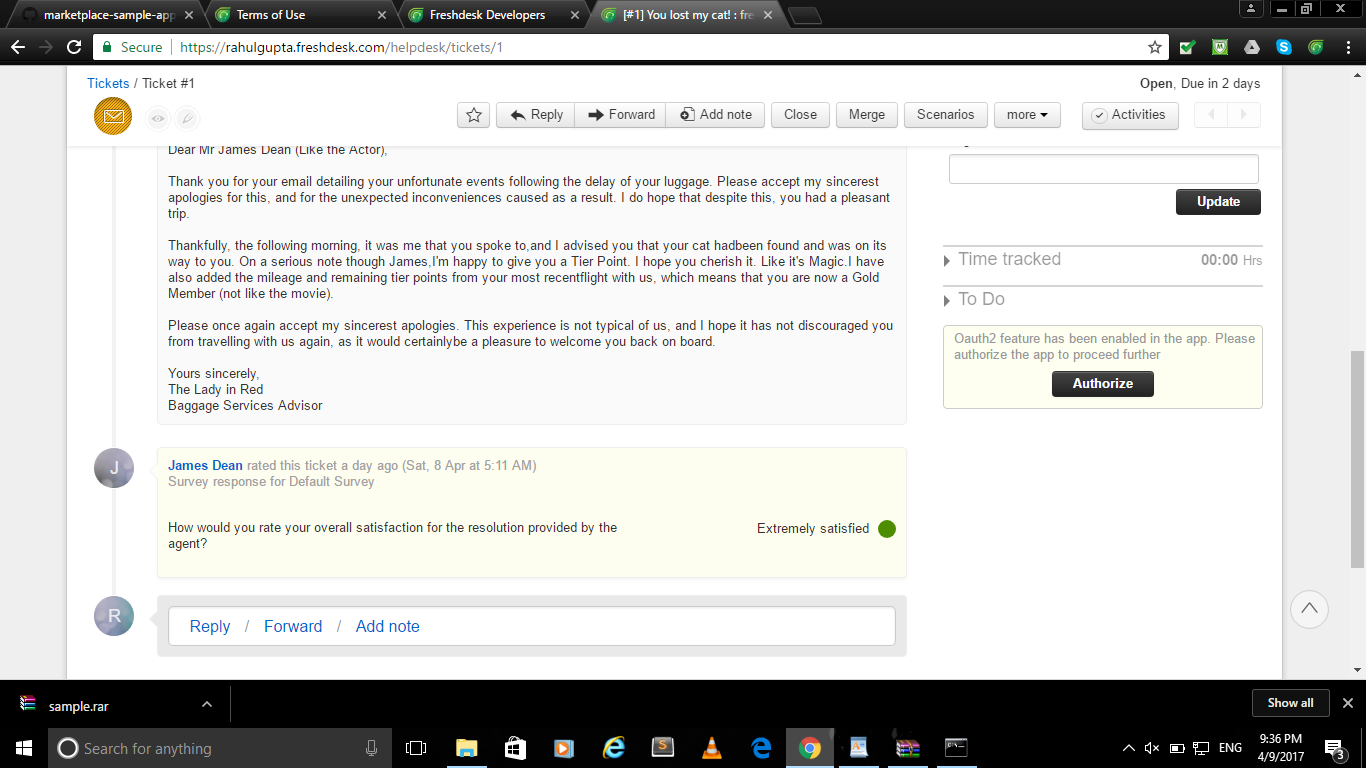 marketplace-sample-app
Terms of Use
Freshdesk Developers
[#1] You lost my cat! : fre
Secure
https://rahulgupta.freshdesk.com/helpdesk/tickets/1
Tickets / Ticket #1
Open, Due in 2 days
Reply
Forward
Add note
Close
Merge
Scenarios
more
Activities
Dear Mr James Dean (Like the Actor),
Thank you for your email detailing your unfortunate events following the delay of your luggage. Please accept my sincerest
apologies for this, and for the unexpected inconveniences caused as a result. I do hope that despite this, you had a pleasant
trip.
Thankfully, the following morning, it was me that you spoke to,and I advised you that your cat hadbeen found and was on its
way to you. On a serious note though James,I'm happy to give you a Tier Point. I hope you cherish it. Like it's Magic.I have
also added the mileage and remaining tier points from your most recentflight with us, which means that you are now a Gold
Member (not like the movie).
Please once again accept my sincerest apologies. This experience is not typical of us, and I hope it has not discouraged you
from travelling with us again, as it would certainlybe a pleasure to welcome you back on board.
Yours sincerely,
The Lady in Red
Baggage Services Advisor
Update
Time tracked
00:00 Hrs
To Do
Oauth2 feature has been enabled in the app. Please
authorize the app to proceed further
Authorize
J
James Dean rated this ticket a day ago (Sat, 8 Apr at 5:11 AM)
Survey response for Default Survey
How would you rate your overall satisfaction for the resolution provided by the
agent?
Extremely satisfied
R
Reply / Forward / Add note
sample.rar
Show all
Search for anything
ENG
9:36 PM
4/9/2017
3